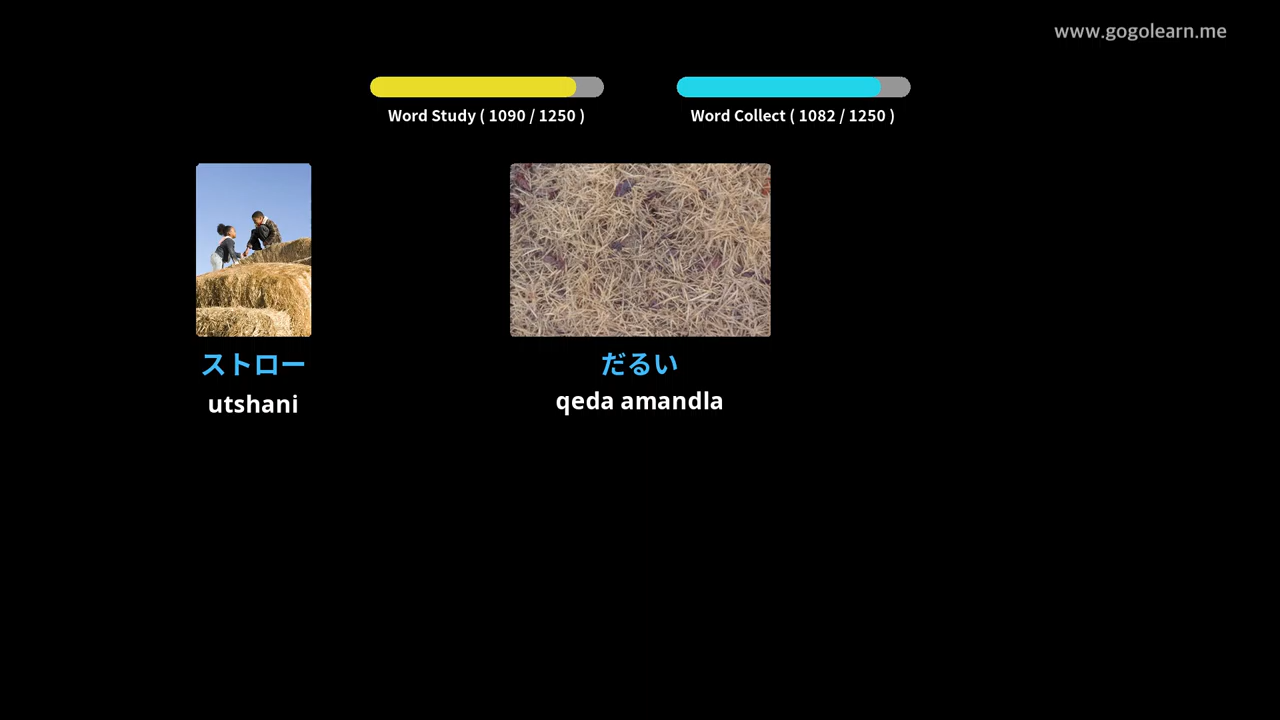 www.gogolearn.me
Word Study ( 1090 / 1250 )
Word Collect ( 1082 / 1250 )
ストロー
utshani
だるい
qeda amandla